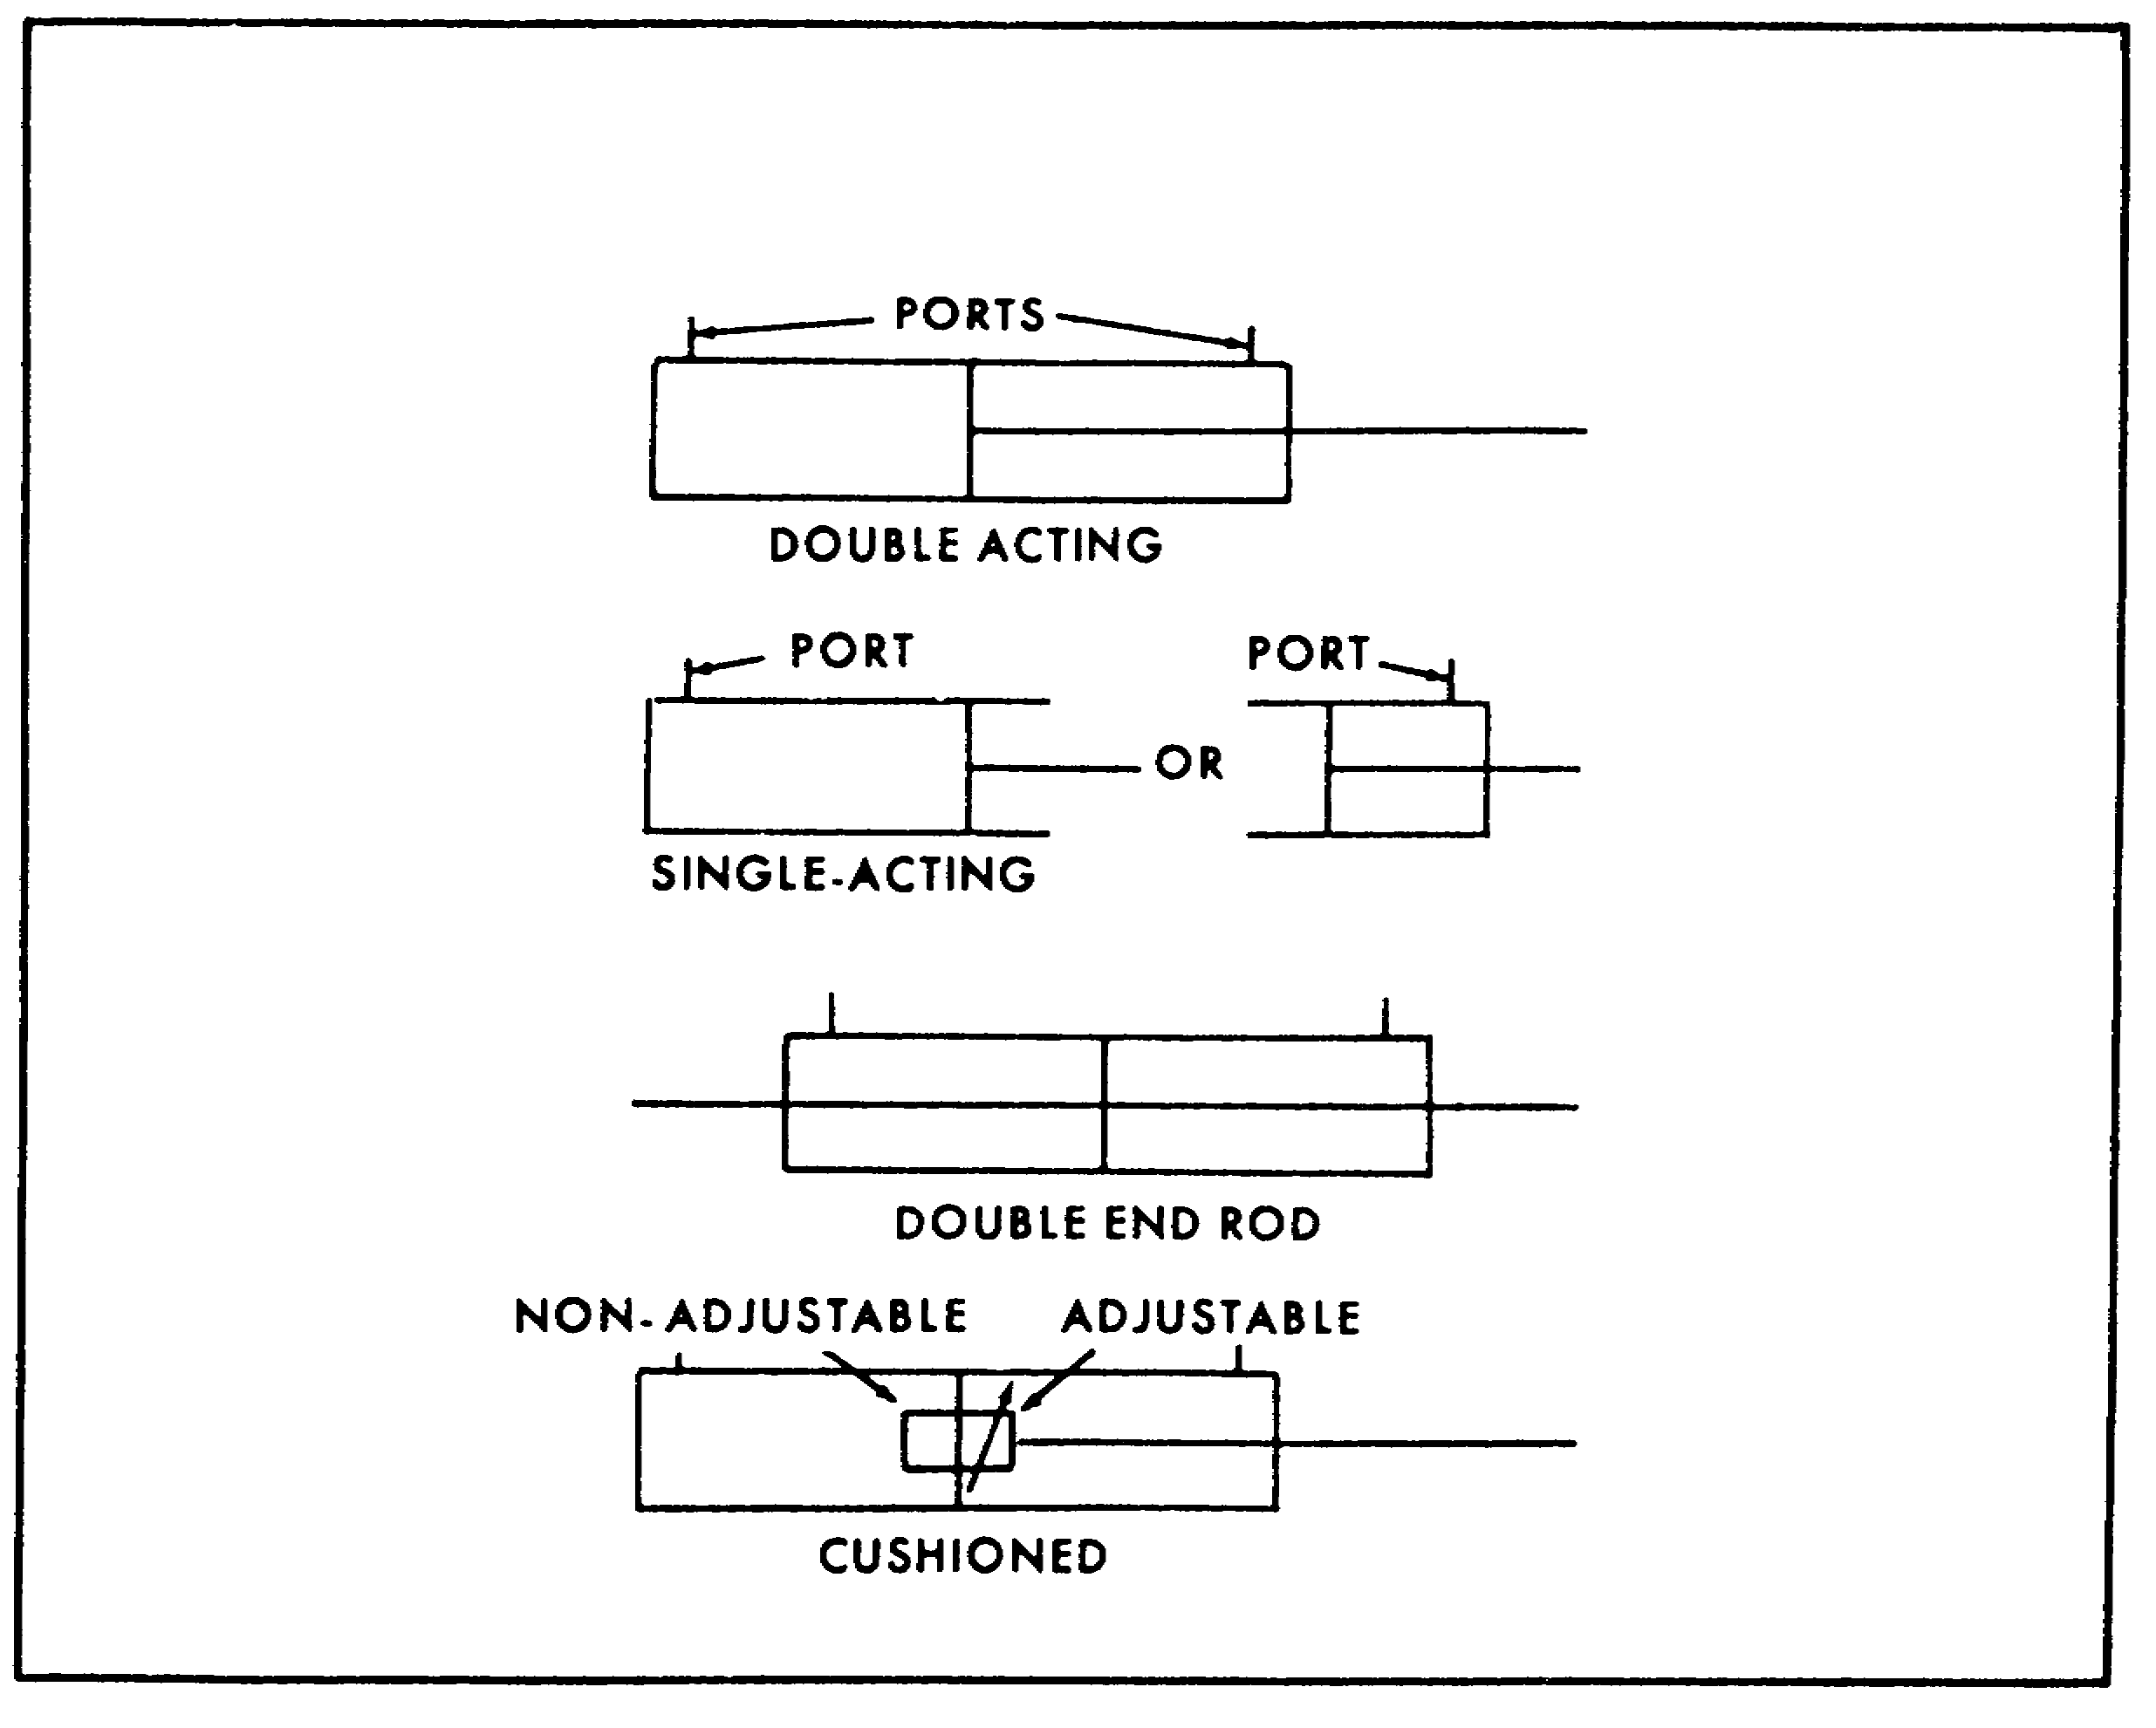 PORTS
DOUBLE ACTING
PORT
PORT
OR
SINGLE-ACTING
DOUBLE END ROD
NON-ADJUSTABLE ADJUSTABLE
CUSHIONED